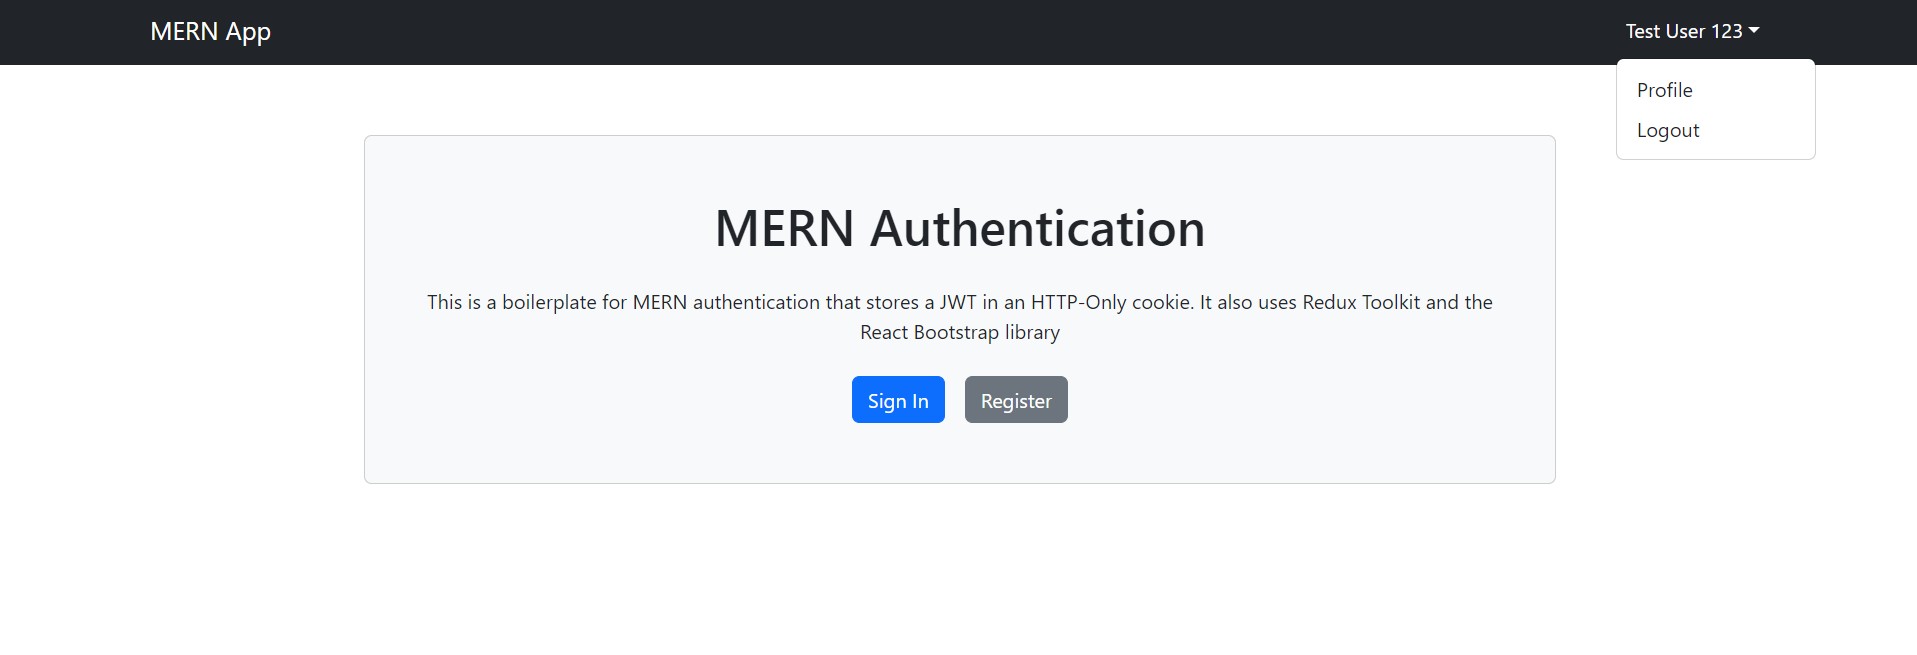 MERN App
Test User 123
Profile
Logout
MERN Authentication
This is a boilerplate for MERN authentication that stores a JWT in an HTTP-Only cookie. It also uses Redux Toolkit and the
React Bootstrap library
Sign In
Register